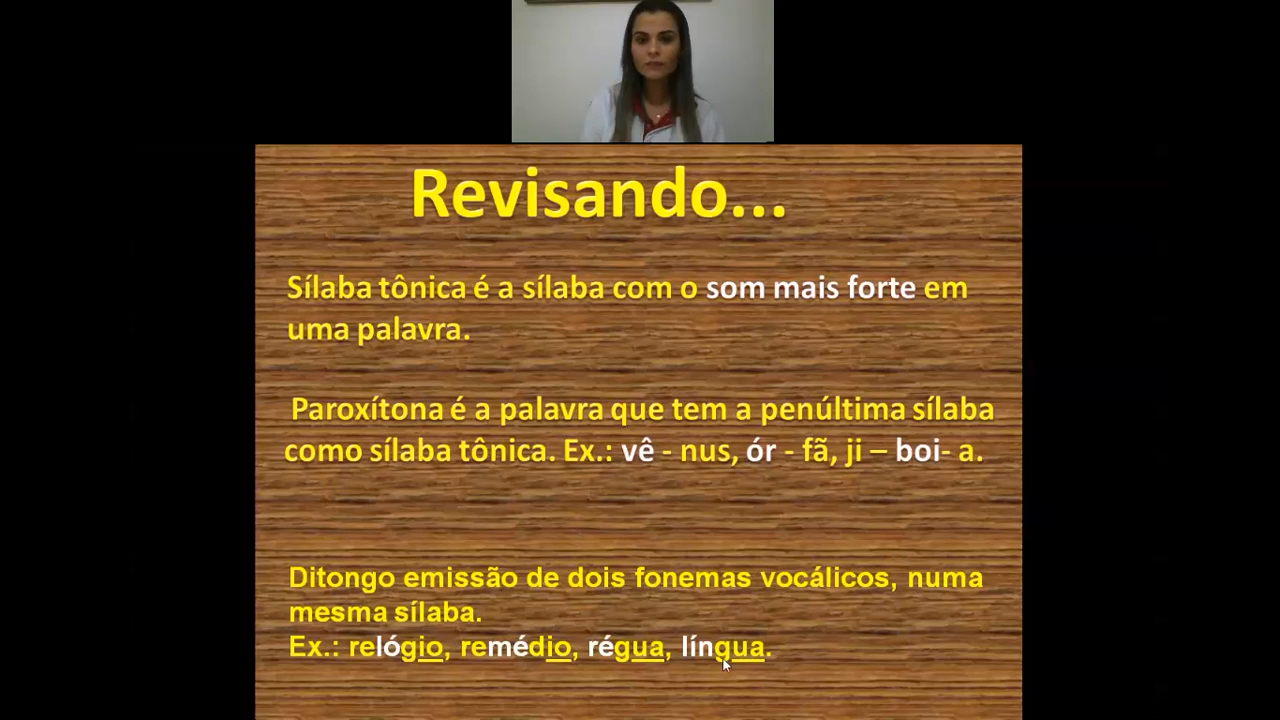 Revisando...
Sílaba tônica é a sílaba com o som mais forte em
uma palavra.
Paroxítona é a palavra que tem a penúltima sílaba
como sílaba tônica. Ex.: vê - nus, ór - fã, ji – boi- a.
Ditongo emissão de dois fonemas vocálicos, numa
mesma sílaba.
Ex.: relógio, remédio, régua, língua.